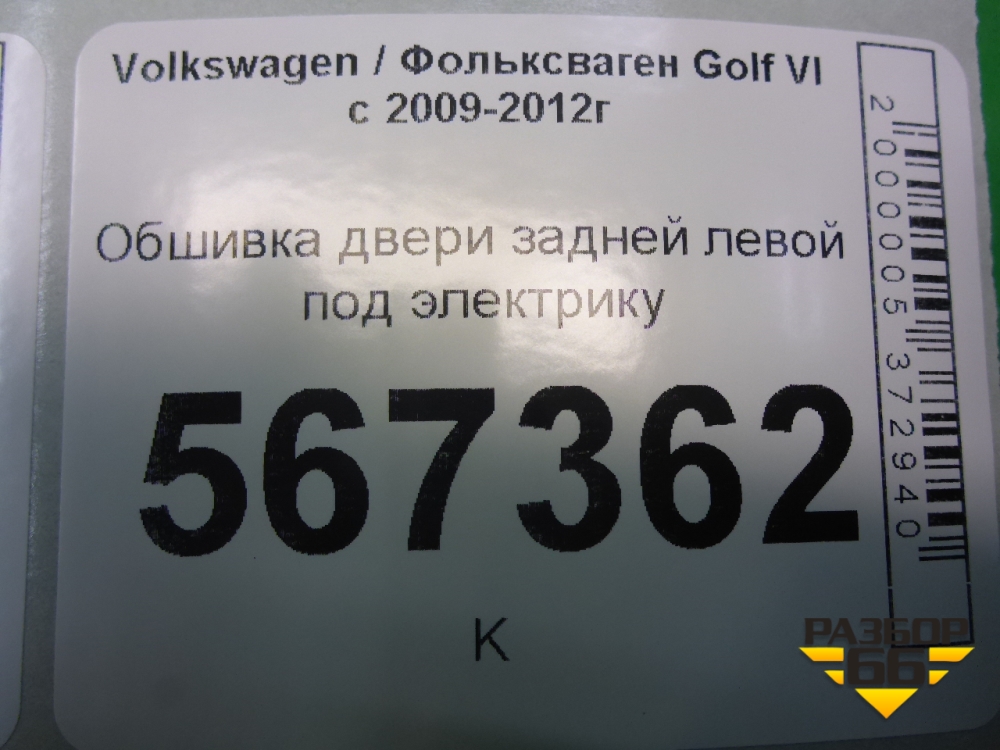 Volkswagen / Фольксваген Golf VI
с 2009-2012г
Обшивка двери задней левой
под электрику
567362
К
2000005372940
РАЗБОР
66